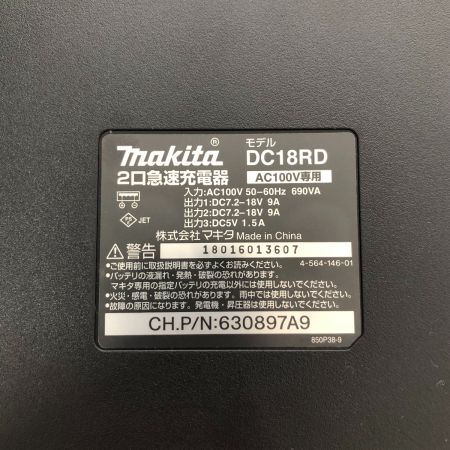 makita® モデル DC18RD
2口急速充電器 AC100V専用
入力:AC100V 50-60Hz 690VA
出力1:DC7.2-18V 9A
出力2:DC7.2-18V 9A
出力3:DC5V 1.5A
JET
株式会社 マキタ Made in China
警告 18016013607
●ご使用前に取扱説明書を必ずよくお読みください。 4-564-146-01
●バッテリの液漏れ・発熱・破裂の恐れがあります。
マキタ専用の指定バッテリの充電以外には使用しないでください。
●火災・感電・破裂の恐れがあります。雨中では使用しないでください。
●故障の原因になります。発電機・昇圧器は使用しないでください。
CH.P/N:630897A9
850P38-9